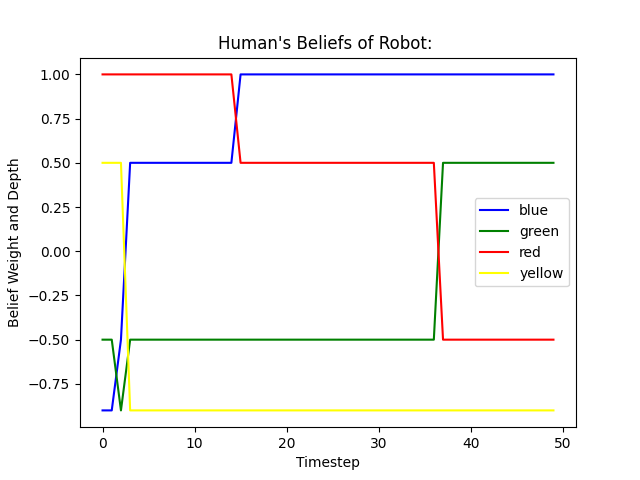 Human's Beliefs of Robot:
Belief Weight and Depth
1.00
0.75
0.50
0.25
0.00
−0.25
−0.50
−0.75
blue
green
red
yellow
0 10 20 30 40 50
Timestep